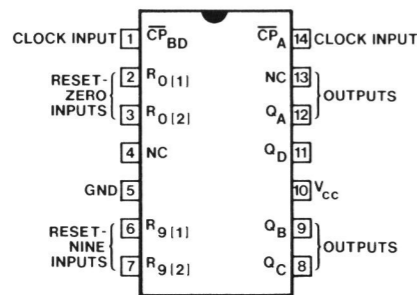 CLOCK INPUT 1 CP BD CP A 14 CLOCK INPUT
RESET-ZERO INPUTS 2 R0(1) NC 13 OUTPUTS
3 R0(2) QA 12
4 NC QD 11
GND 5 10 VCC
RESET-NINE INPUTS 6 R9(1) QB 9 OUTPUTS
7 R9(2) QC 8